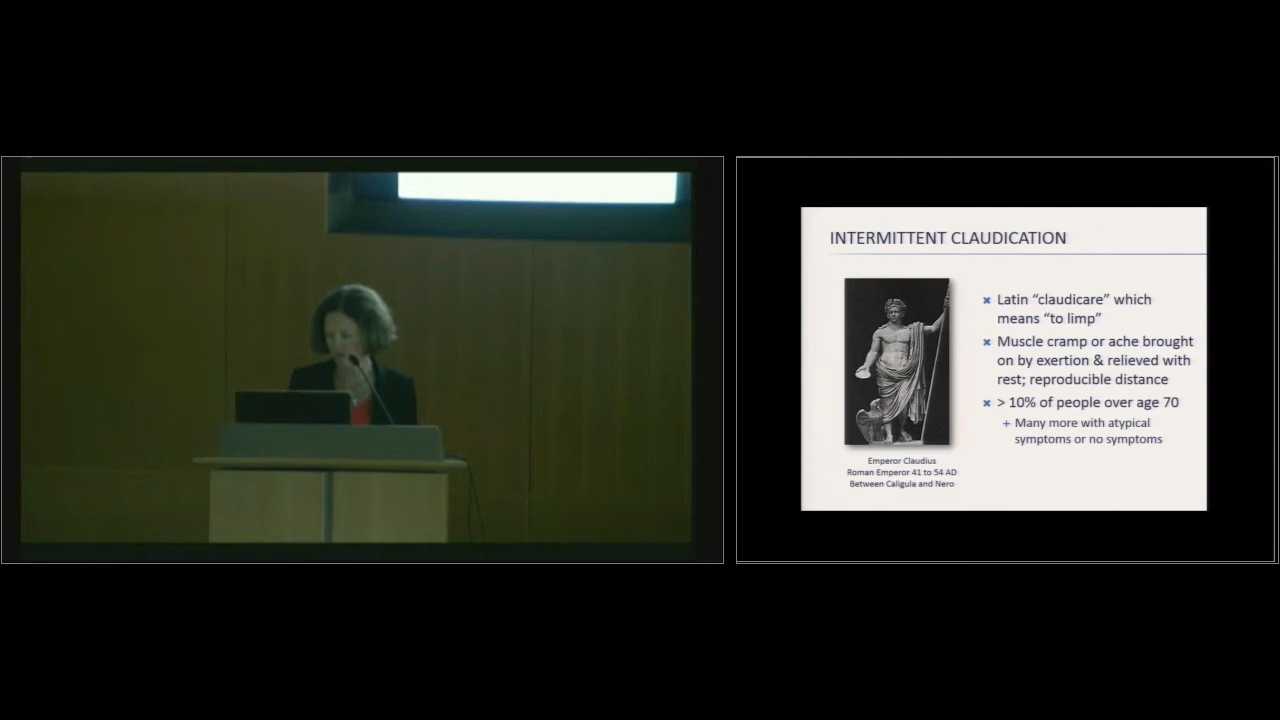 INTERMITTENT CLAUDICATION
Latin “claudicare” which
means “to limp”
Muscle cramp or ache brought
on by exertion & relieved with
rest; reproducible distance
> 10% of people over age 70
+ Many more with atypical
symptoms or no symptoms
Emperor Claudius
Roman Emperor 41 to 54 AD
Between Caligula and Nero